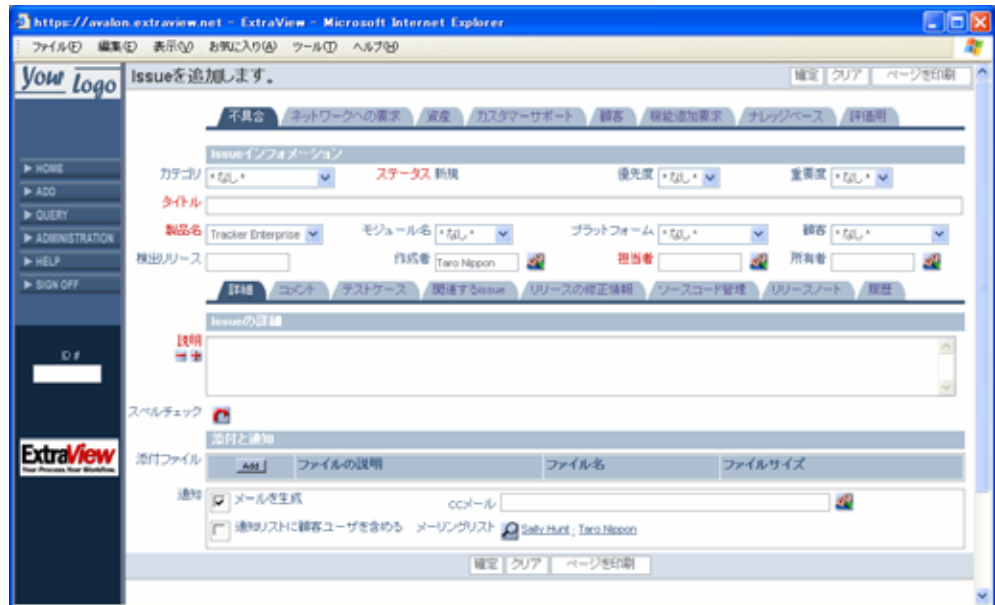 https://avalon.extraview.net - ExtraView - Microsoft Internet Explorer
ファイル(F) 編集(E) 表示(V) お気に入り(A) ツール(T) ヘルプ(H)
Your Logo
Issueを追加します。 確定 クリア ページを印刷
不具合 ネットワークへの要求 資産 カスタマーサポート 顧客 機能追加要求 ナレッジベース 評価用
Issueインフォメーション
カテゴリ *なし* ステータス 新規 優先度 *なし* 重要度 *なし*
タイトル
製品名 Tracker Enterprise モジュール名 *なし* プラットフォーム *なし* 顧客 *なし*
検出リリース 作成者 Taro Nippon 担当者 所有者
詳細 コメント テストケース 関連するissue リリースの修正情報 ソースコード管理 リリースノート 履歴
Issueの詳細
説明
スペルチェック
添付と通知
添付ファイル Add ファイルの説明 ファイル名 ファイルサイズ
通知 メールを生成 ccメール
通知リストに顧客ユーザを含める メーリングリスト Sally Hunt , Taro Nippon
確定 クリア ページを印刷
HOME
ADD
QUERY
ADMINISTRATION
HELP
SIGN OFF
ID #
ExtraView
Your Process. Your Workflow.